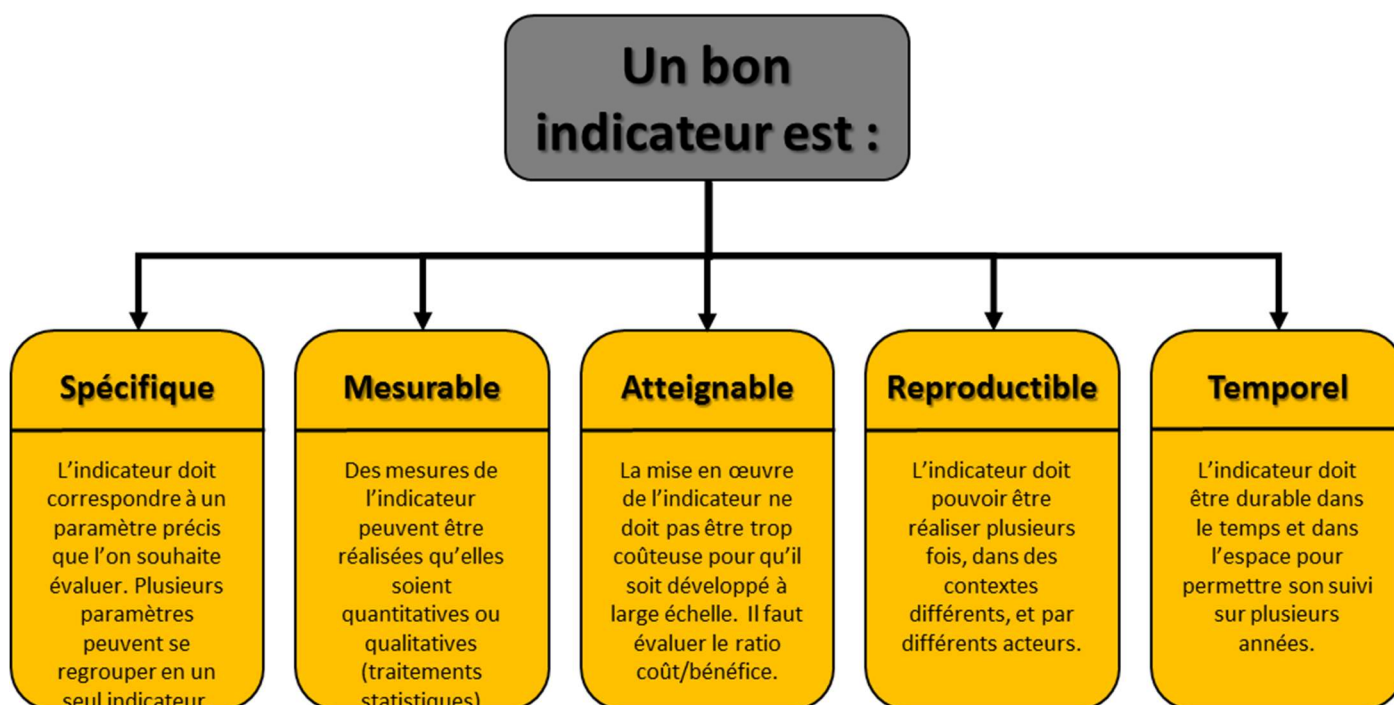 Un bon
indicateur est :
Spécifique
L'indicateur doit
correspondre à un
paramètre précis
que l'on souhaite
évaluer. Plusieurs
paramètres
peuvent se
regrouper en un
seul indicateur.
Mesurable
Des mesures de
l'indicateur
peuvent être
réalisées qu'elles
soient
quantitatives ou
qualitatives
(traitements
statistiques)
Atteignable
La mise en œuvre
de l'indicateur ne
doit pas être trop
coûteuse pour qu'il
soit développé à
large échelle. Il faut
évaluer le ratio
coût/bénéfice.
Reproductible
L'indicateur doit
pouvoir être
réaliser plusieurs
fois, dans des
contextes
différents, et par
différents acteurs.
Temporel
L'indicateur doit
être durable dans
le temps et dans
l'espace pour
permettre son suivi
sur plusieurs
années.